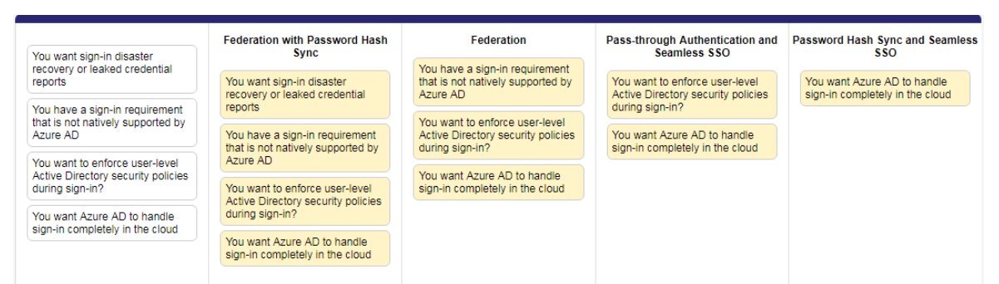 You want sign-in disaster
recovery or leaked credential
reports
You have a sign-in requirement
that is not natively supported by
Azure AD
You want to enforce user-level
Active Directory security policies
during sign-in?
You want Azure AD to handle
sign-in completely in the cloud
Federation with Password Hash
Sync
You want sign-in disaster
recovery or leaked credential
reports
You have a sign-in requirement
that is not natively supported by
Azure AD
You want to enforce user-level
Active Directory security policies
during sign-in?
You want Azure AD to handle
sign-in completely in the cloud
Federation
You have a sign-in requirement
that is not natively supported by
Azure AD
You want to enforce user-level
Active Directory security policies
during sign-in?
You want Azure AD to handle
sign-in completely in the cloud
Pass-through Authentication and
Seamless SSO
You want to enforce user-level
Active Directory security policies
during sign-in?
You want Azure AD to handle
sign-in completely in the cloud
Password Hash Sync and Seamless
SSO
You want Azure AD to handle
sign-in completely in the cloud